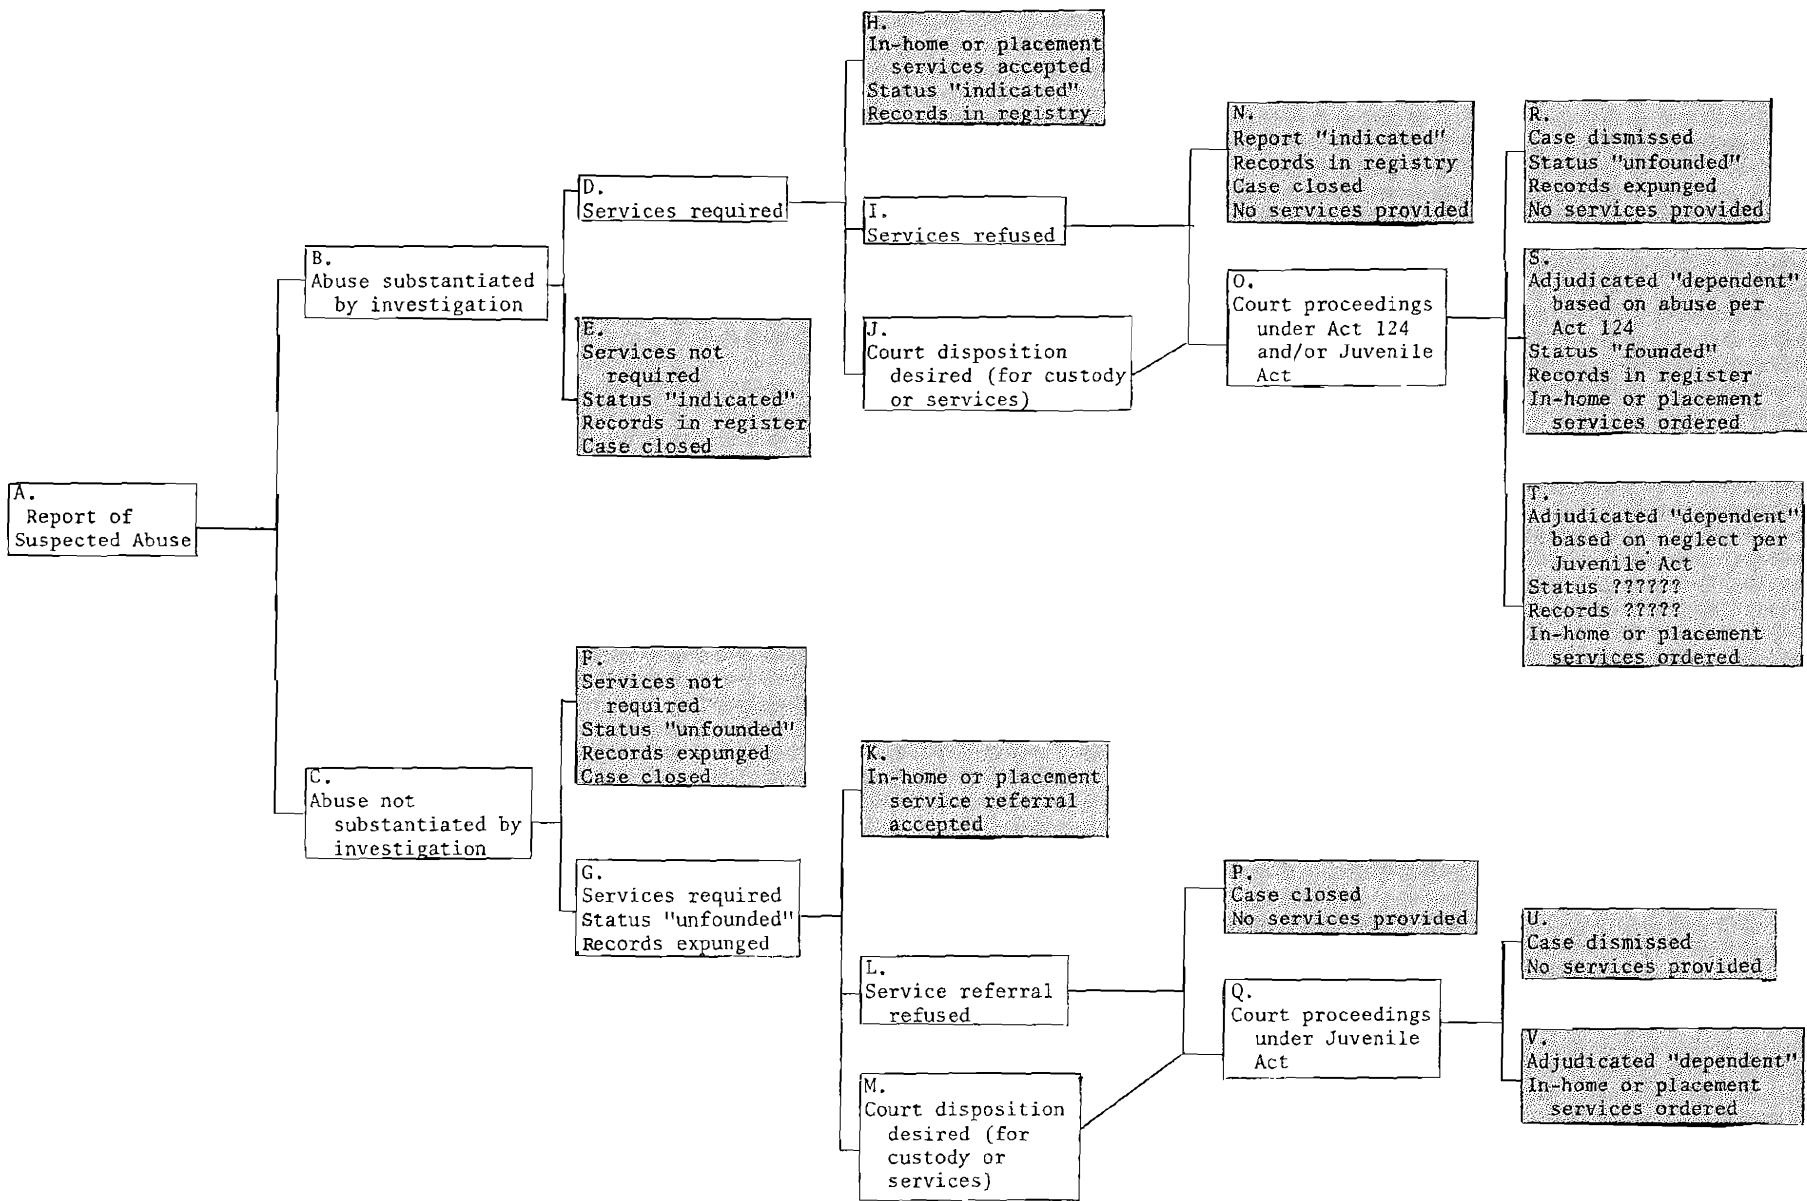 A.
Report of
Suspected Abuse
B.
Abuse substantiated
by investigation
C.
Abuse not
substantiated by
investigation
D.
Services required
E.
Services not
required
Status "indicated"
Records in register
Case closed
F.
Services not
required
Status "unfounded"
Records expunged
Case closed
G.
Services required
Status "unfounded"
Records expunged
H.
In-home or placement
services accepted
Status "indicated"
Records in registry
I.
Services refused
J.
Court disposition
desired (for custody
or services)
K.
In-home or placement
service referral
accepted
L.
Service referral
refused
M.
Court disposition
desired (for
custody or
services)
N.
Report "indicated"
Records in registry
Case closed
No services provided
O.
Court proceedings
under Act 124
and/or Juvenile
Act
P.
Case closed
No services provided
Q.
Court proceedings
under Juvenile
Act
R.
Case dismissed
Status "unfounded"
Records expunged
No services provided
S.
Adjudicated "dependent"
based on abuse per
Act 124
Status "founded"
Records in register
In-home or placement
services ordered
T.
Adjudicated "dependent"
based on neglect per
Juvenile Act
Status ??????
Records ?????
In-home or placement
services ordered
U.
Case dismissed
No services provided
V.
Adjudicated "dependent"
In-home or placement
services ordered